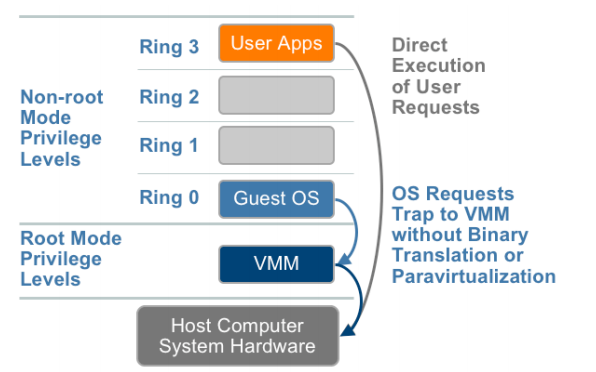 Ring 3
User Apps
Direct
Execution
of User
Requests
Non-root
Mode
Privilege
Levels
Ring 2
Ring 1
Ring 0
Guest OS
OS Requests
Trap to VMM
without Binary
Translation or
Paravirtualization
Root Mode
Privilege
Levels
VMM
Host Computer
System Hardware